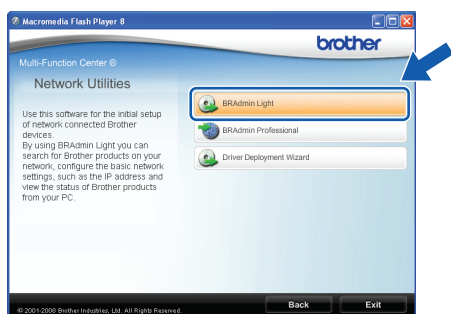 Macromedia Flash Player 8
brother
Multi-Function Center ®
Network Utilities
Use this software for the initial setup
of network connected Brother
devices.
By using BRAdmin Light you can
search for Brother products on your
network, configure the basic network
settings, such as the IP address and
view the status of Brother products
from your PC.
BRAdmin Light
BRAdmin Professional
Driver Deployment Wizard
© 2001-2008 Brother Industries, Ltd. All Rights Reserved.
Back
Exit